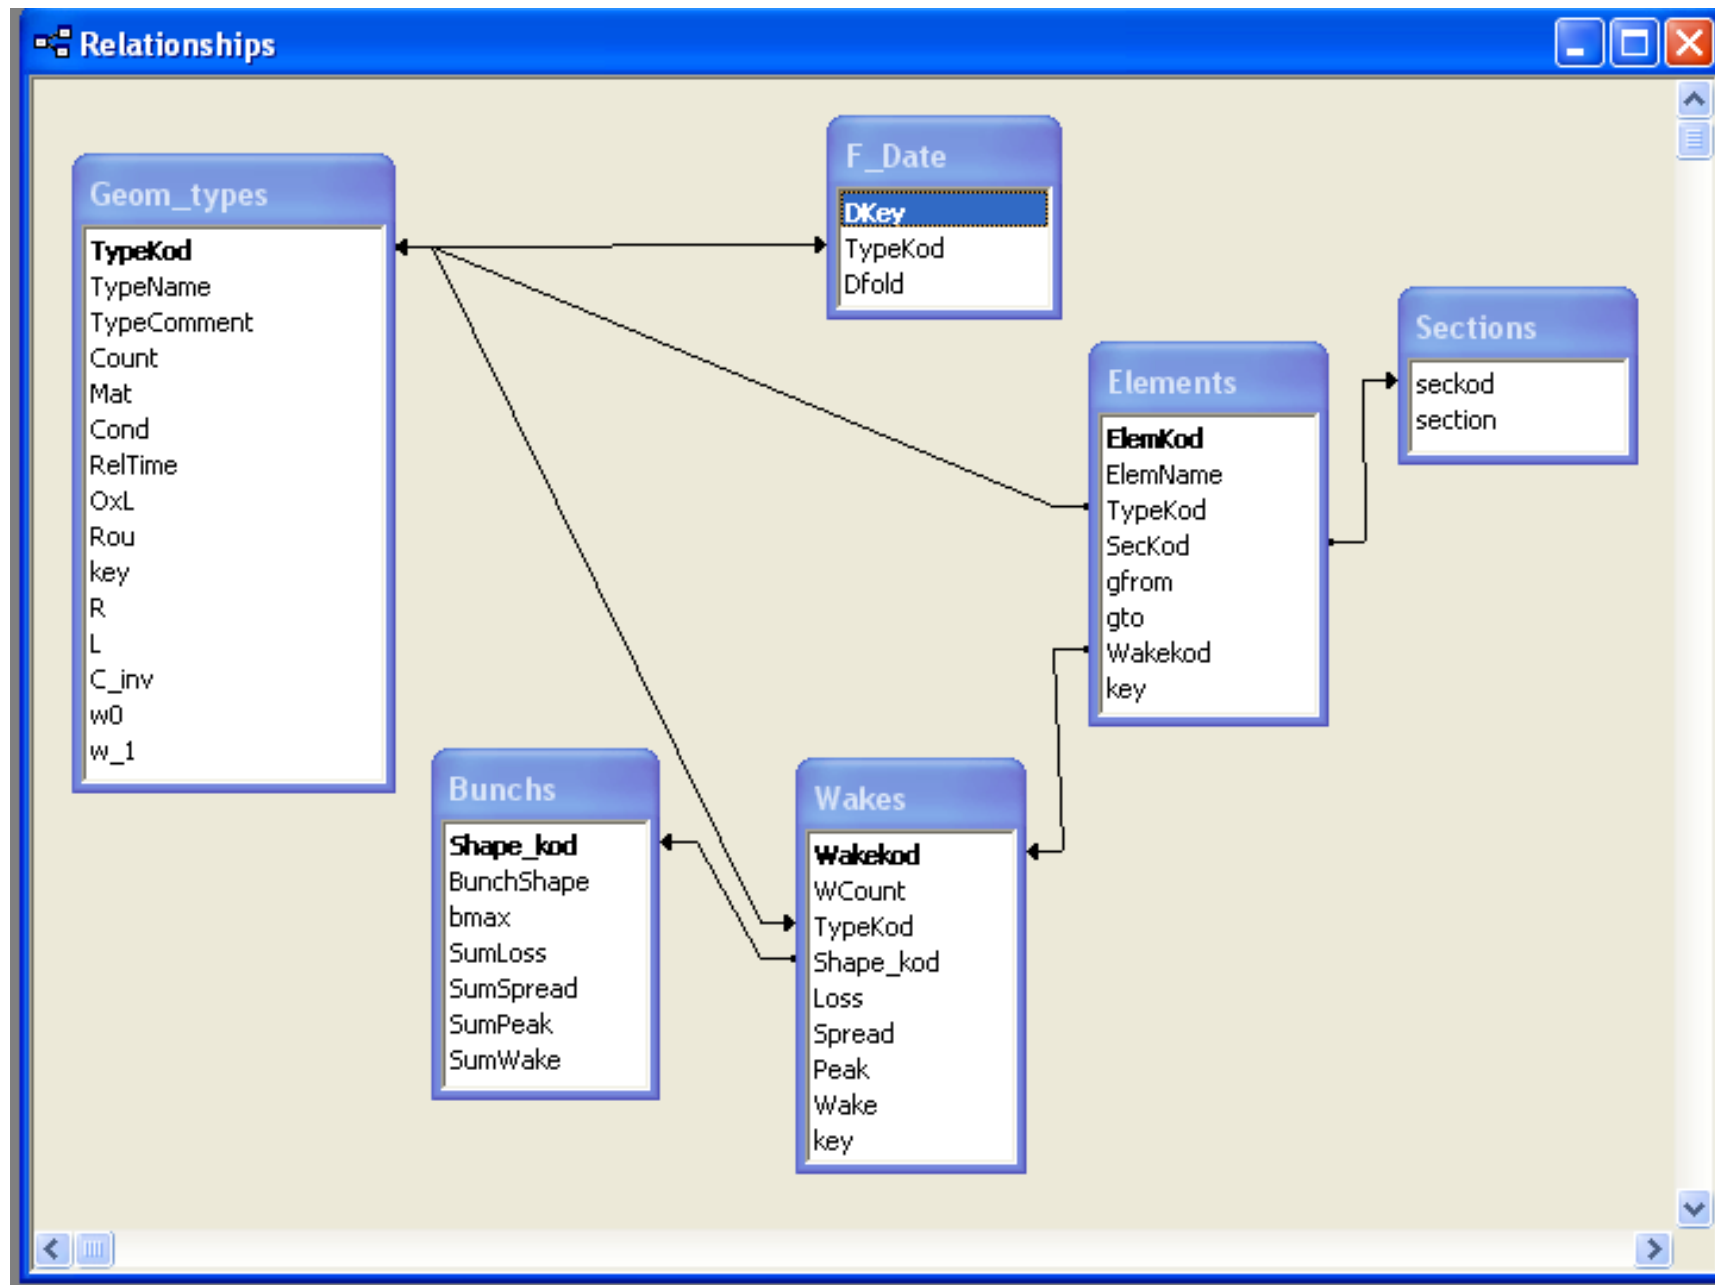 Relationships
Geom_types
TypeKod
TypeName
TypeComment
Count
Mat
Cond
RelTime
OxL
Rou
key
R
L
C_inv
w0
w_1
F_Date
DKey
TypeKod
Dfold
Sections
seckod
section
Elements
ElemKod
ElemName
TypeKod
SecKod
gfrom
gto
Wakekod
key
Bunchs
Shape_kod
BunchShape
bmax
SumLoss
SumSpread
SumPeak
SumWake
Wakes
Wakekod
WCount
TypeKod
Shape_kod
Loss
Spread
Peak
Wake
key